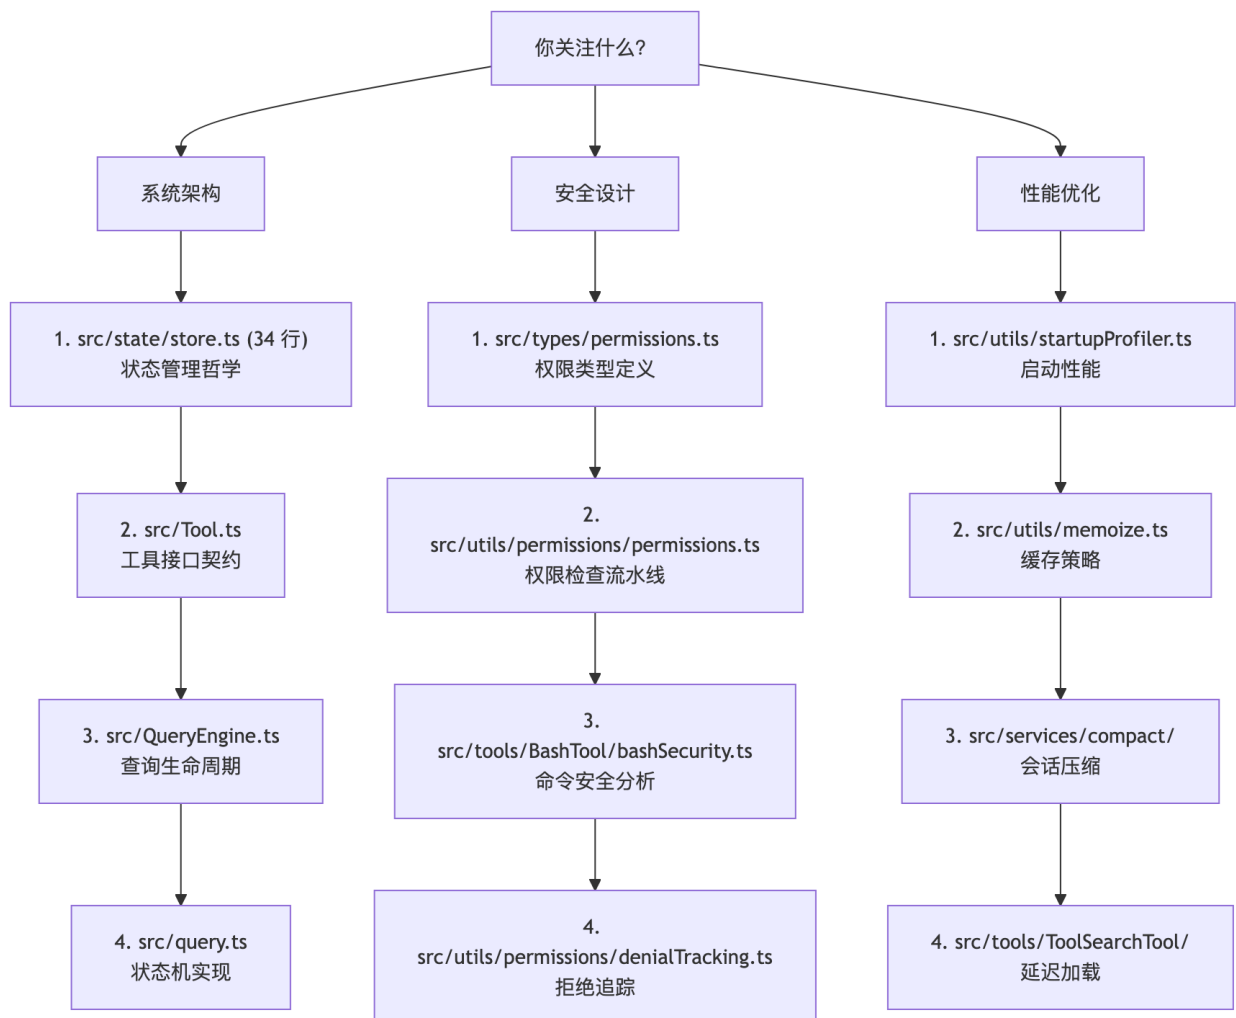 你关注什么?
系统架构
安全设计
性能优化
1. src/state/store.ts (34 行)
状态管理哲学
1. src/types/permissions.ts
权限类型定义
1. src/utils/startupProfiler.ts
启动性能
2. src/Tool.ts
工具接口契约
2.
src/utils/permissions/permissions.ts
权限检查流水线
2. src/utils/memoize.ts
缓存策略
3. src/QueryEngine.ts
查询生命周期
3.
src/tools/BashTool/bashSecurity.ts
命令安全分析
3. src/services/compact/
会话压缩
4. src/query.ts
状态机实现
4.
src/utils/permissions/denialTracking.ts
拒绝追踪
4. src/tools/ToolSearchTool/
延迟加载